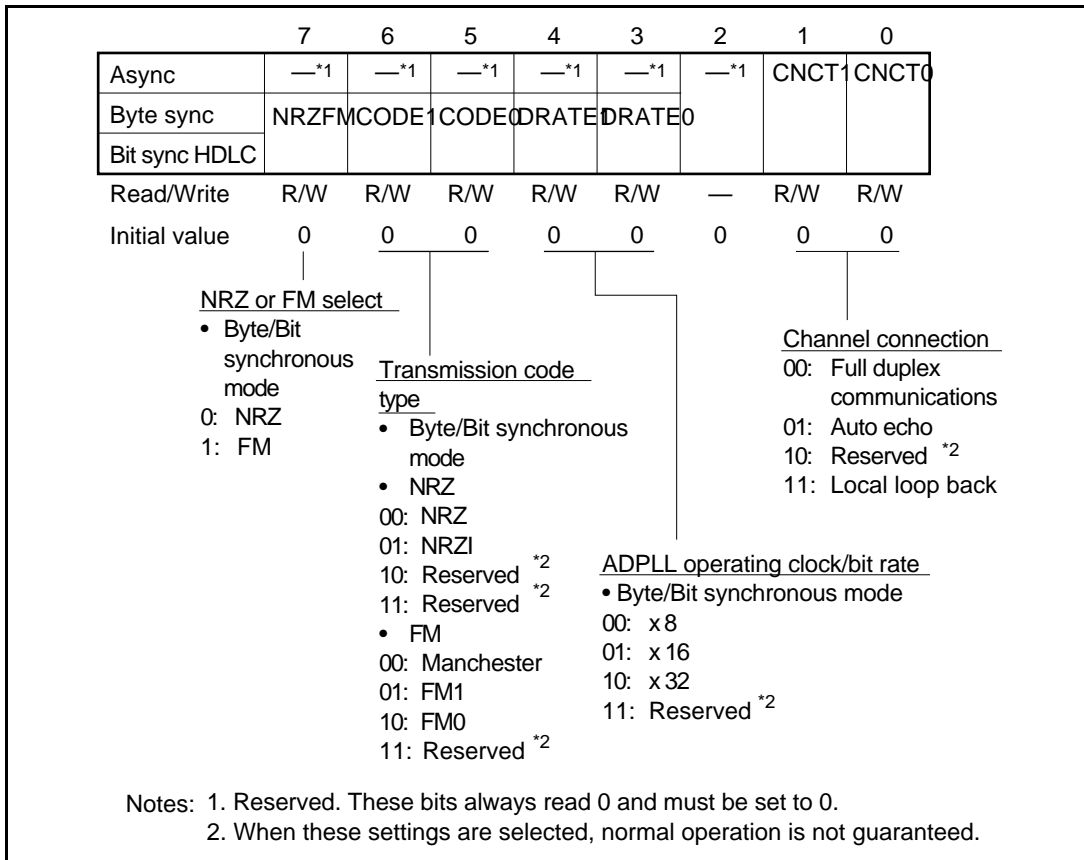 7 6 5 4 3 2 1 0
Async —*1 —*1 —*1 —*1 —*1 —*1 CNCT1 CNCT0
Byte sync NRZFM CODE1 CODE0 DRATE1 DRATE0
Bit sync HDLC
Read/Write R/W R/W R/W R/W R/W — R/W R/W
Initial value 0 0 0 0 0 0 0 0
NRZ or FM select
• Byte/Bit
synchronous
mode
0: NRZ
1: FM
Transmission code
type
• Byte/Bit synchronous
mode
• NRZ
00: NRZ
01: NRZI
10: Reserved *2
11: Reserved *2
• FM
00: Manchester
01: FM1
10: FM0
11: Reserved *2
ADPLL operating clock/bit rate
• Byte/Bit synchronous mode
00: x 8
01: x 16
10: x 32
11: Reserved *2
Channel connection
00: Full duplex
communications
01: Auto echo
10: Reserved *2
11: Local loop back
Notes: 1. Reserved. These bits always read 0 and must be set to 0.
2. When these settings are selected, normal operation is not guaranteed.